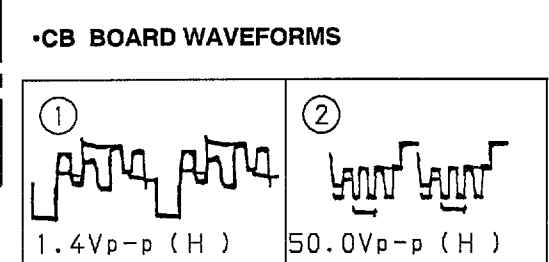 •CB BOARD WAVEFORMS
1
2
1.4Vp-p (H)
50.0Vp-p (H)